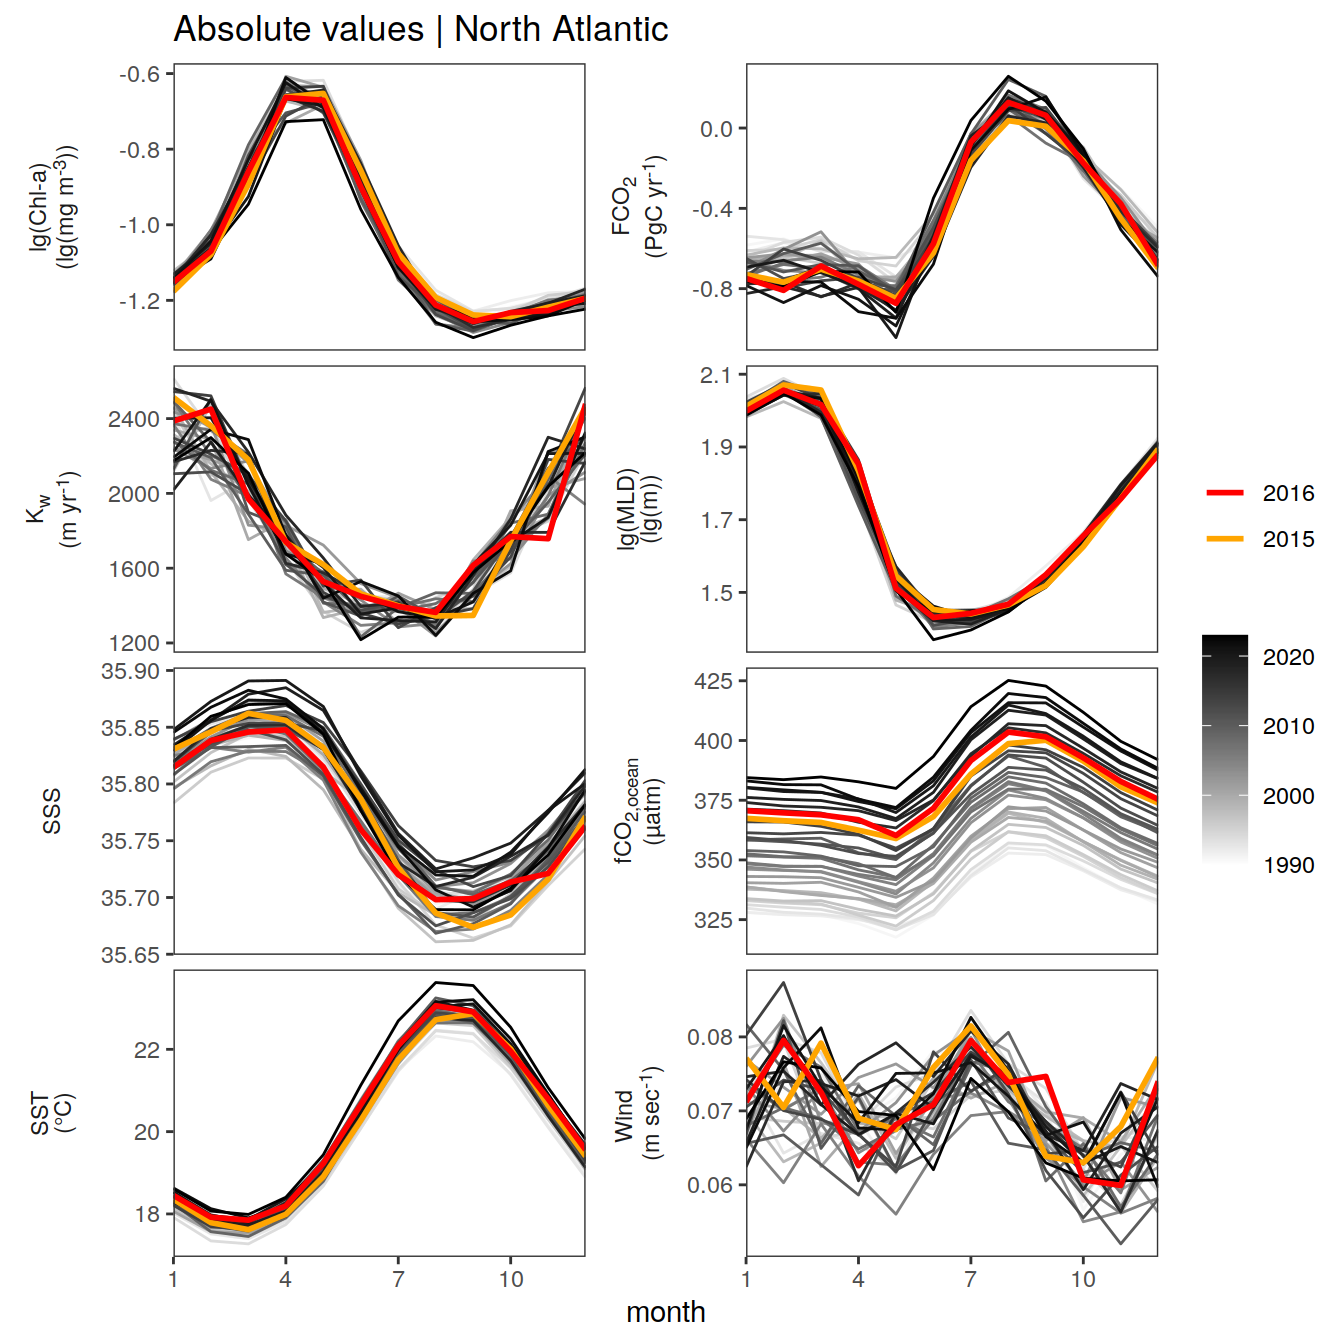 Absolute values | North Atlantic
lg(Chl-a)
(lg(mg m⁻³))
-0.6
-0.8
-1.0
-1.2
FCO₂
(PgC yr⁻¹)
0.0
-0.4
-0.8
K_w
(m yr⁻¹)
2400
2000
1600
1200
lg(MLD)
(lg(m))
2.1
1.9
1.7
1.5
SSS
35.90
35.85
35.80
35.75
35.70
35.65
fCO₂,ocean
(µatm)
425
400
375
350
325
SST
(°C)
22
20
18
1
4
7
10
Wind
(m sec⁻¹)
0.08
0.07
0.06
1
4
7
10
month
2016
2015
2020
2010
2000
1990